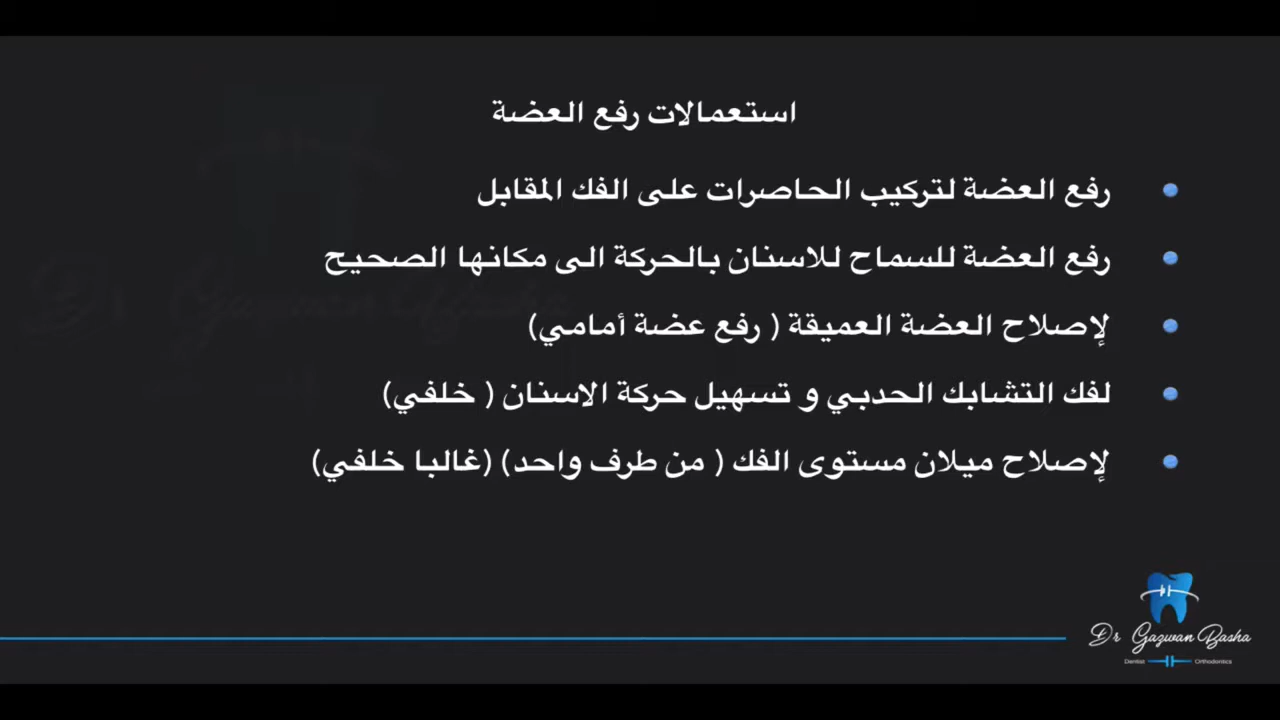 استعمالات رفع العضة
رفع العضة لتركيب الحاصرات على الفك المقابل
رفع العضة للسماح للاسنان بالحركة الى مكانها الصحيح
لإصلاح العضة العميقة ( رفع عضة أمامي)
لفك التشابك الحدبي و تسهيل حركة الاسنان ( خلفي)
لإصلاح ميلان مستوى الفك ( من طرف واحد) (غالبا خلفي)
Dr Gazwan Basha
Dentist Orthodontics